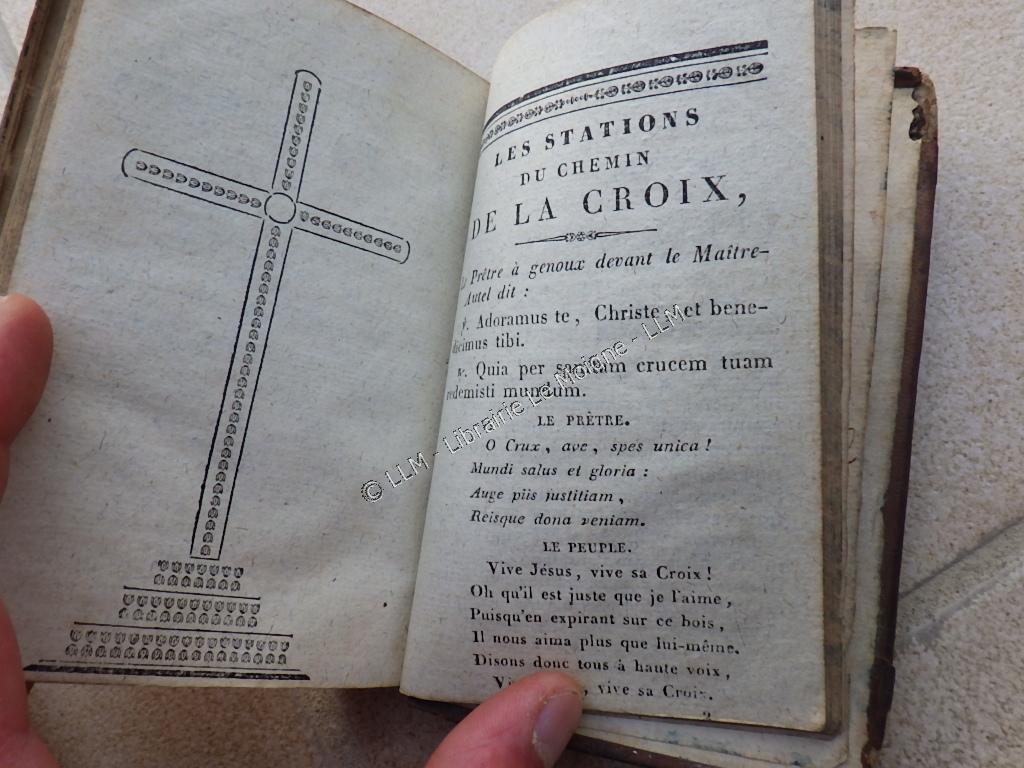 LES STATIONS
DU CHEMIN
DE LA CROIX,
Prêtre à genoux devant le Maître-
Autel dit :
℣. Adoramus te, Christe, et bene-
dicimus tibi.
℟. Quia per sanctam crucem tuam
redemisti mundum.
LE PRÊTRE.
O Crux, ave, spes unica !
Mundi salus et gloria :
Auge piis justitiam,
Reisque dona veniam.
LE PEUPLE.
Vive Jésus, vive sa Croix !
Oh qu'il est juste que je l'aime,
Puisqu'en expirant sur ce bois,
Il nous aima plus que lui-même.
Disons donc tous à haute voix,
vive sa Croix.
© LLM - Librairie Le Moigne - LLM